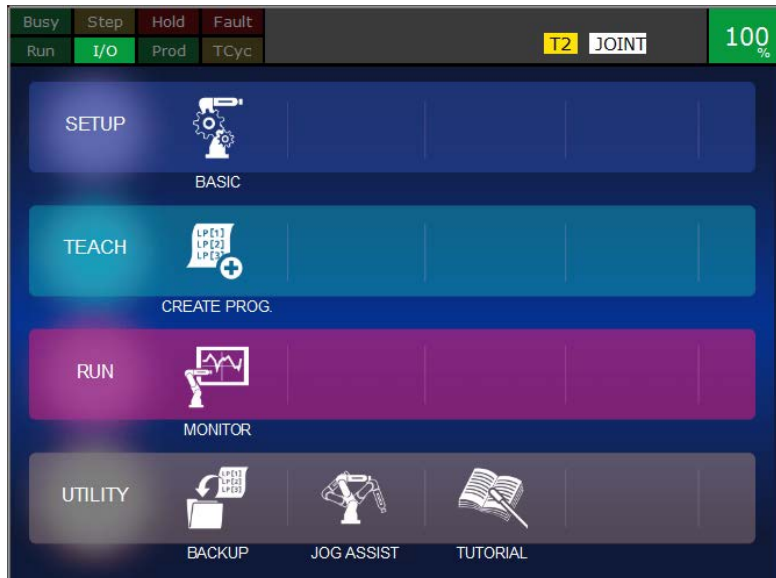 Busy Step Hold Fault
Run I/O Prod TCyc
T2 JOINT
100%
SETUP
BASIC
TEACH
LP[1]
LP[2]
LP[3]
CREATE PROG.
RUN
MONITOR
UTILITY
LP[1]
LP[2]
LP[3]
BACKUP JOG ASSIST TUTORIAL